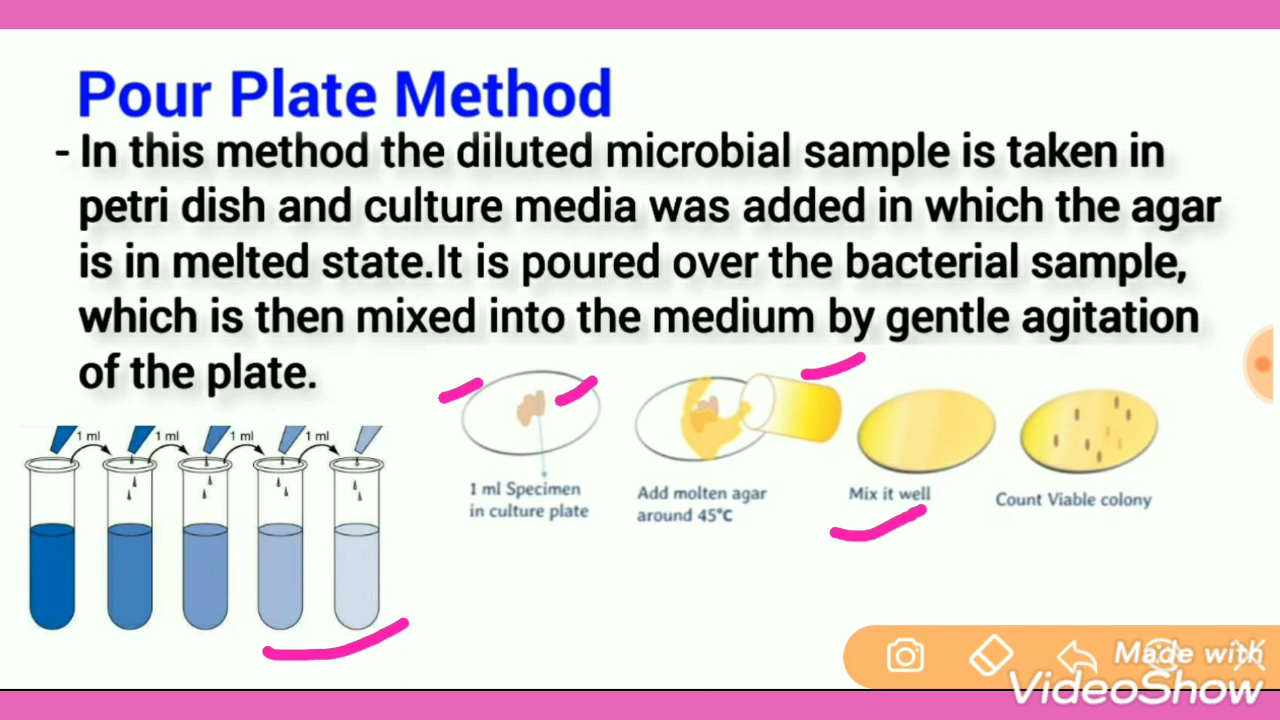 Pour Plate Method
- In this method the diluted microbial sample is taken in
petri dish and culture media was added in which the agar
is in melted state.It is poured over the bacterial sample,
which is then mixed into the medium by gentle agitation
of the plate.
1 ml 1 ml 1 ml 1 ml
1 ml Specimen
in culture plate
Add molten agar
around 45°C
Mix it well
Count Viable colony
Made with
VideoShow